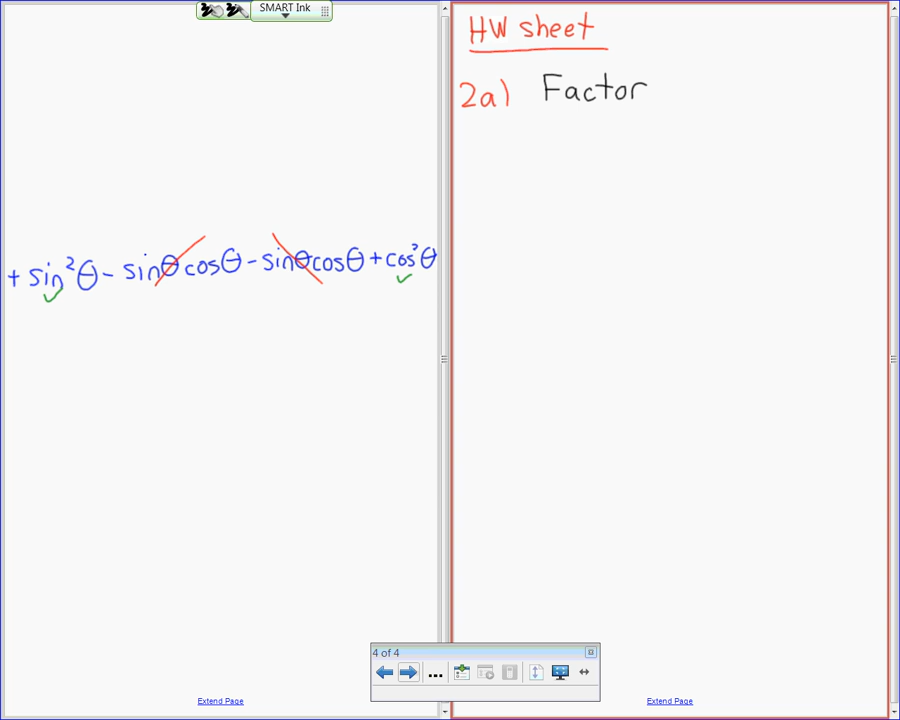 SMART Ink
+ sin²θ - sinθ cosθ - sinθ cosθ + cos²θ
HW sheet
2a) Factor
4 of 4
...
Extend Page
Extend Page